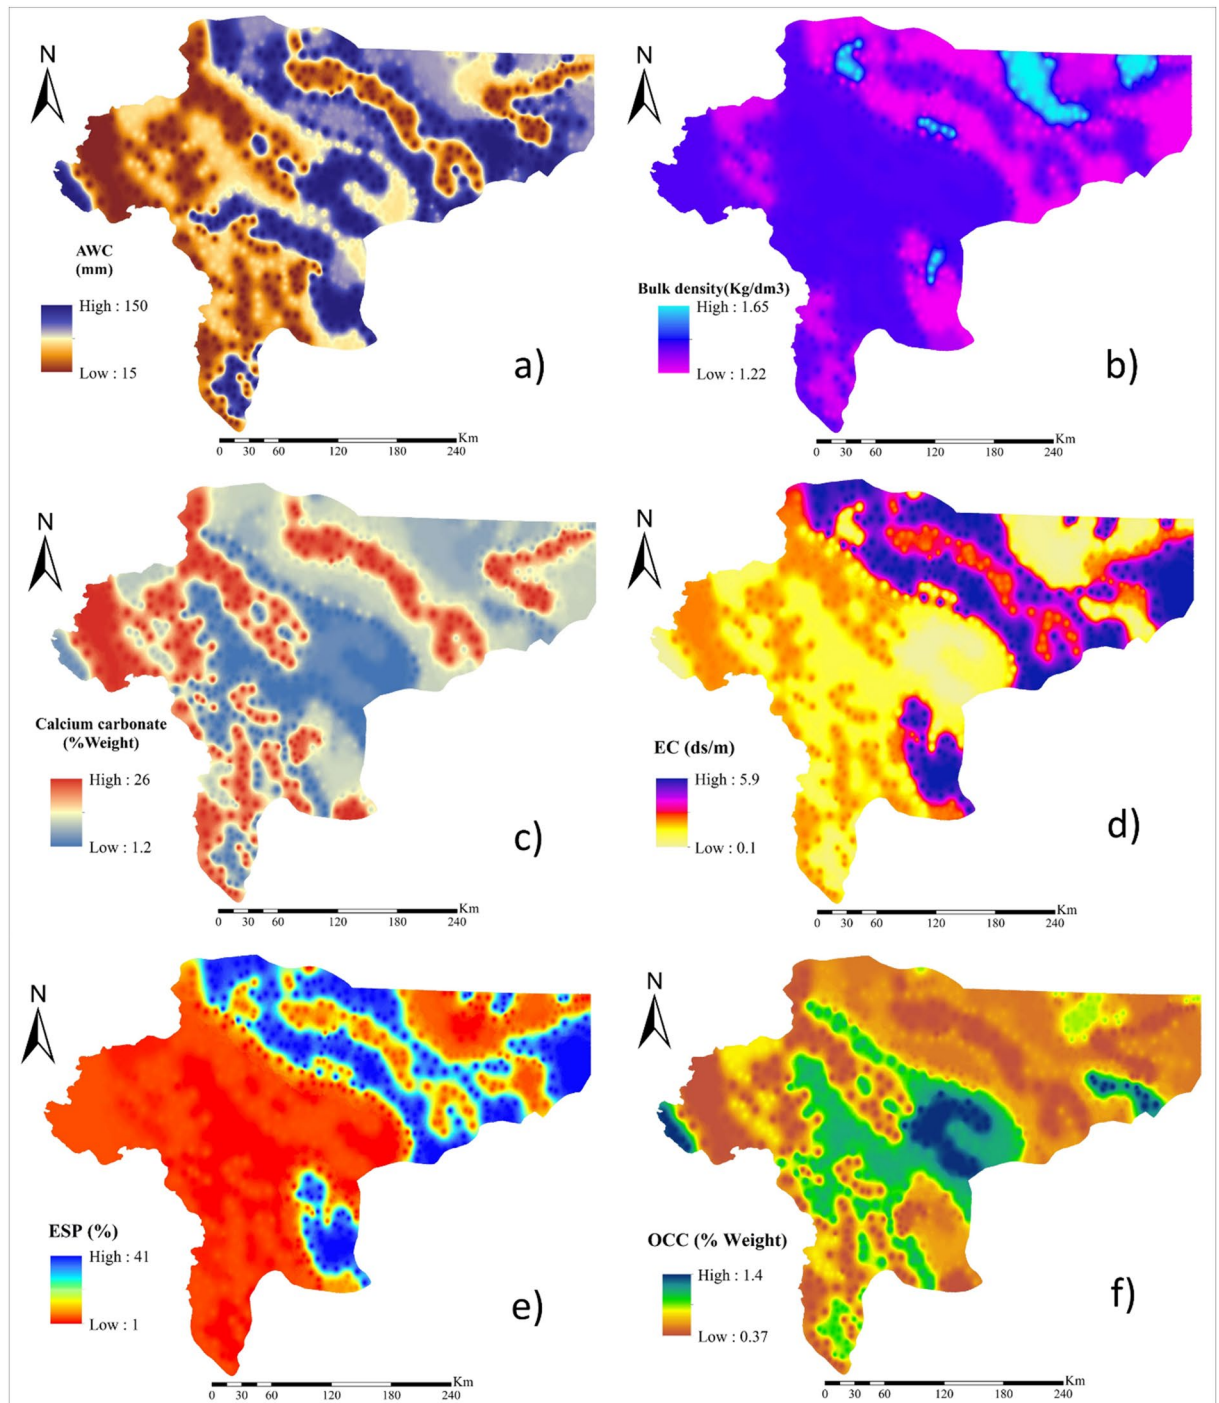 N
AWC
(mm)
High : 150
Low : 15
a)
Km
0 30 60 120 180 240
N
Bulk density(Kg/dm3)
High : 1.65
Low : 1.22
b)
Km
0 30 60 120 180 240
N
Calcium carbonate
(%Weight)
High : 26
Low : 1.2
c)
Km
0 30 60 120 180 240
N
EC (ds/m)
High : 5.9
Low : 0.1
d)
Km
0 30 60 120 180 240
N
ESP (%)
High : 41
Low : 1
e)
Km
0 30 60 120 180 240
N
OCC (% Weight)
High : 1.4
Low : 0.37
f)
Km
0 30 60 120 180 240